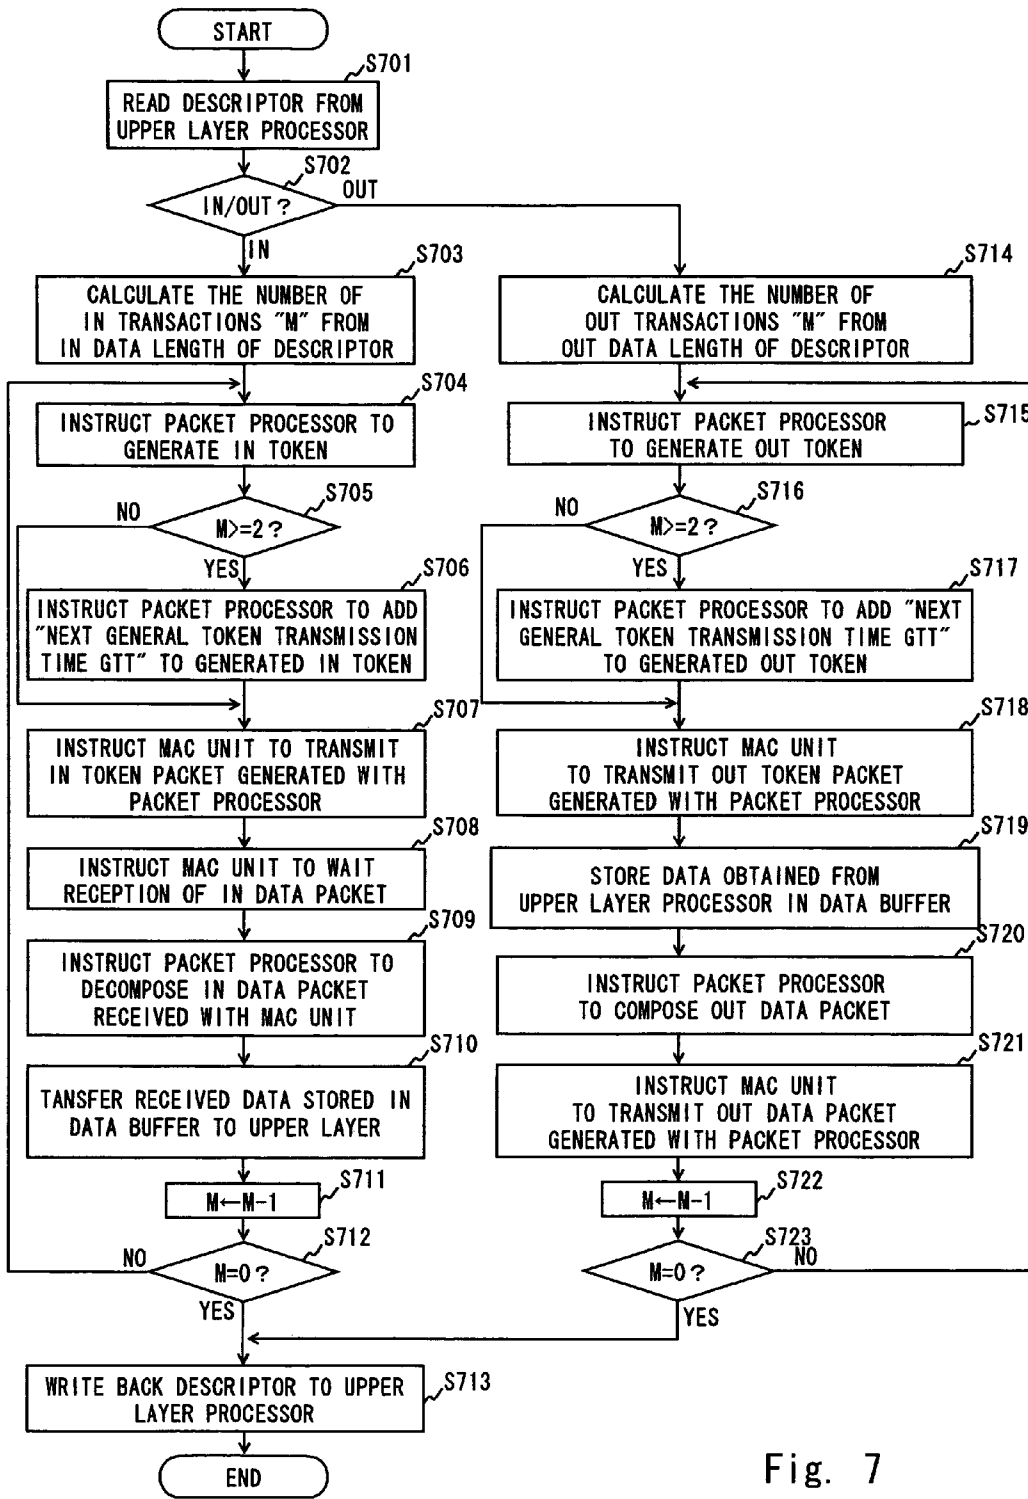 START
S701
READ DESCRIPTOR FROM
UPPER LAYER PROCESSOR
S702
IN/OUT?
OUT
IN
S703
CALCULATE THE NUMBER OF
IN TRANSACTIONS "M" FROM
IN DATA LENGTH OF DESCRIPTOR
S704
INSTRUCT PACKET PROCESSOR TO
GENERATE IN TOKEN
S705
NO
M>=2?
YES
S706
INSTRUCT PACKET PROCESSOR TO ADD
"NEXT GENERAL TOKEN TRANSMISSION
TIME GTT" TO GENERATED IN TOKEN
S707
INSTRUCT MAC UNIT TO TRANSMIT
IN TOKEN PACKET GENERATED WITH
PACKET PROCESSOR
S708
INSTRUCT MAC UNIT TO WAIT
RECEPTION OF IN DATA PACKET
S709
INSTRUCT PACKET PROCESSOR TO
DECOMPOSE IN DATA PACKET
RECEIVED WITH MAC UNIT
S710
TANSFER RECEIVED DATA STORED IN
DATA BUFFER TO UPPER LAYER
S711
M←M-1
S712
NO
M=0?
YES
S714
CALCULATE THE NUMBER OF
OUT TRANSACTIONS "M" FROM
OUT DATA LENGTH OF DESCRIPTOR
S715
INSTRUCT PACKET PROCESSOR
TO GENERATE OUT TOKEN
S716
NO
M>=2?
YES
S717
INSTRUCT PACKET PROCESSOR TO ADD "NEXT
GENERAL TOKEN TRANSMISSION TIME GTT"
TO GENERATED OUT TOKEN
S718
INSTRUCT MAC UNIT
TO TRANSMIT OUT TOKEN PACKET
GENERATED WITH PACKET PROCESSOR
S719
STORE DATA OBTAINED FROM
UPPER LAYER PROCESSOR IN DATA BUFFER
S720
INSTRUCT PACKET PROCESSOR
TO COMPOSE OUT DATA PACKET
S721
INSTRUCT MAC UNIT
TO TRANSMIT OUT DATA PACKET
GENERATED WITH PACKET PROCESSOR
S722
M←M-1
S723
M=0?
NO
YES
S713
WRITE BACK DESCRIPTOR TO UPPER
LAYER PROCESSOR
END
Fig. 7